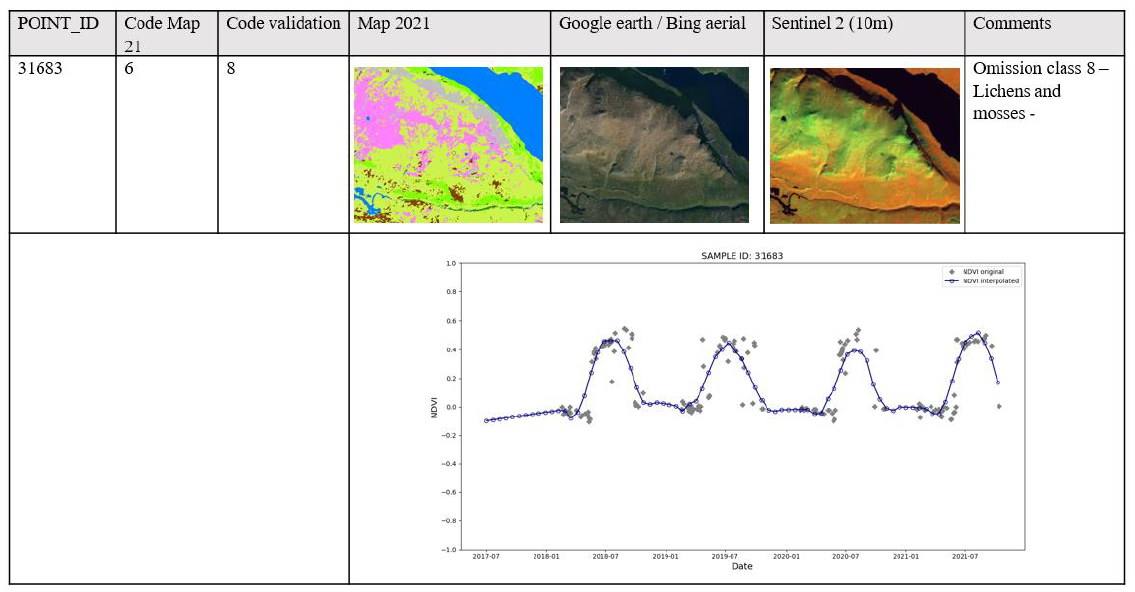 POINT_ID
Code Map
21
Code validation
Map 2021
Google earth / Bing aerial
Sentinel 2 (10m)
Comments
31683
6
8
Omission class 8 –
Lichens and
mosses -
SAMPLE ID: 31683
NDVI original
NDVI interpolated
1.0
0.8
0.6
0.4
0.2
0.0
−0.2
−0.4
−0.6
−0.8
−1.0
NDVI
2017-07
2018-01
2018-07
2019-01
2019-07
2020-01
2020-07
2021-01
2021-07
Date